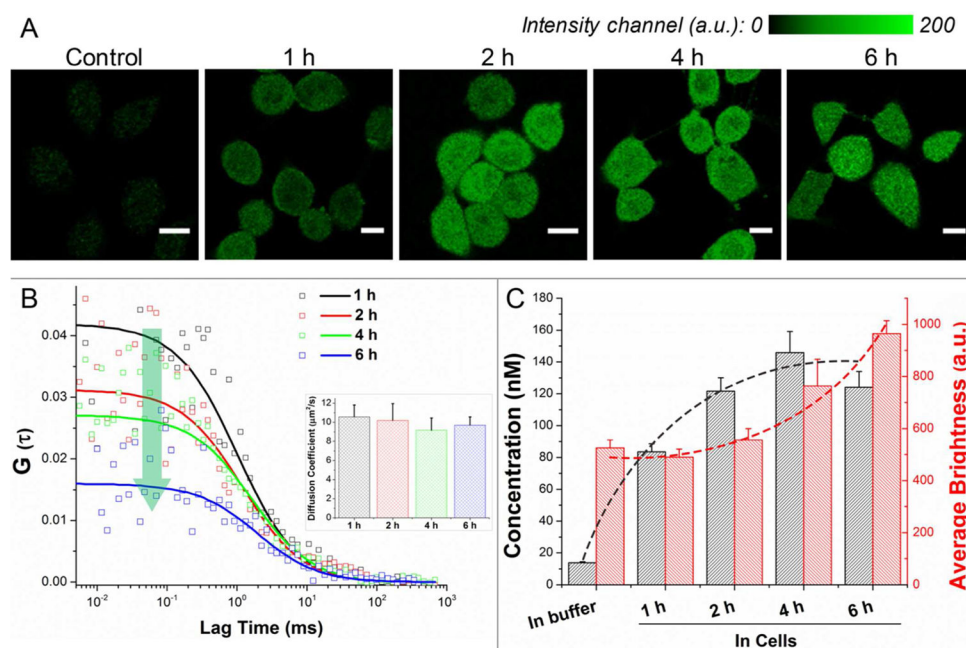 A
Intensity channel (a.u.): 0 200
Control 1 h 2 h 4 h 6 h
B
1 h
2 h
4 h
6 h
G (τ)
0.04
0.03
0.02
0.01
0.00
10⁻² 10⁻¹ 10⁰ 10¹ 10² 10³
Lag Time (ms)
Diffusion Coefficient (μm²/s)
12
10
8
6
4
2
0
1 h 2 h 4 h 6 h
C
Concentration (nM)
180
160
140
120
100
80
60
40
20
0
Average Brightness (a.u.)
1000
800
600
500
400
200
100
0
In buffer 1 h 2 h 4 h 6 h
In Cells